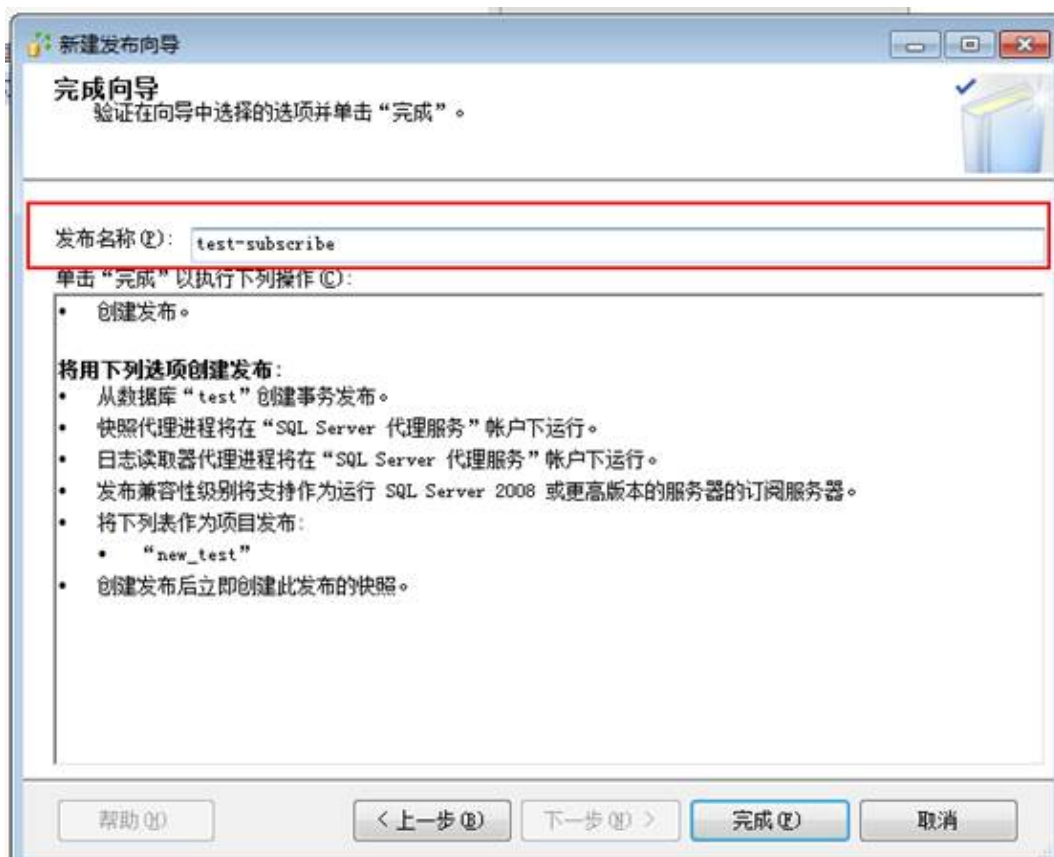 新建发布向导
完成向导
验证在向导中选择的选项并单击“完成”。
发布名称(P): test-subscribe
单击“完成”以执行下列操作(C):
• 创建发布。
将用下列选项创建发布:
• 从数据库“test”创建事务发布。
• 快照代理进程将在“SQL Server 代理服务”帐户下运行。
• 日志读取器代理进程将在“SQL Server 代理服务”帐户下运行。
• 发布兼容性级别将支持作为运行 SQL Server 2008 或更高版本的服务器的订阅服务器。
• 将下列表作为项目发布:
• “new_test”
• 创建发布后立即创建此发布的快照。
帮助(H) < 上一步(B) 下一步(N) > 完成(F) 取消